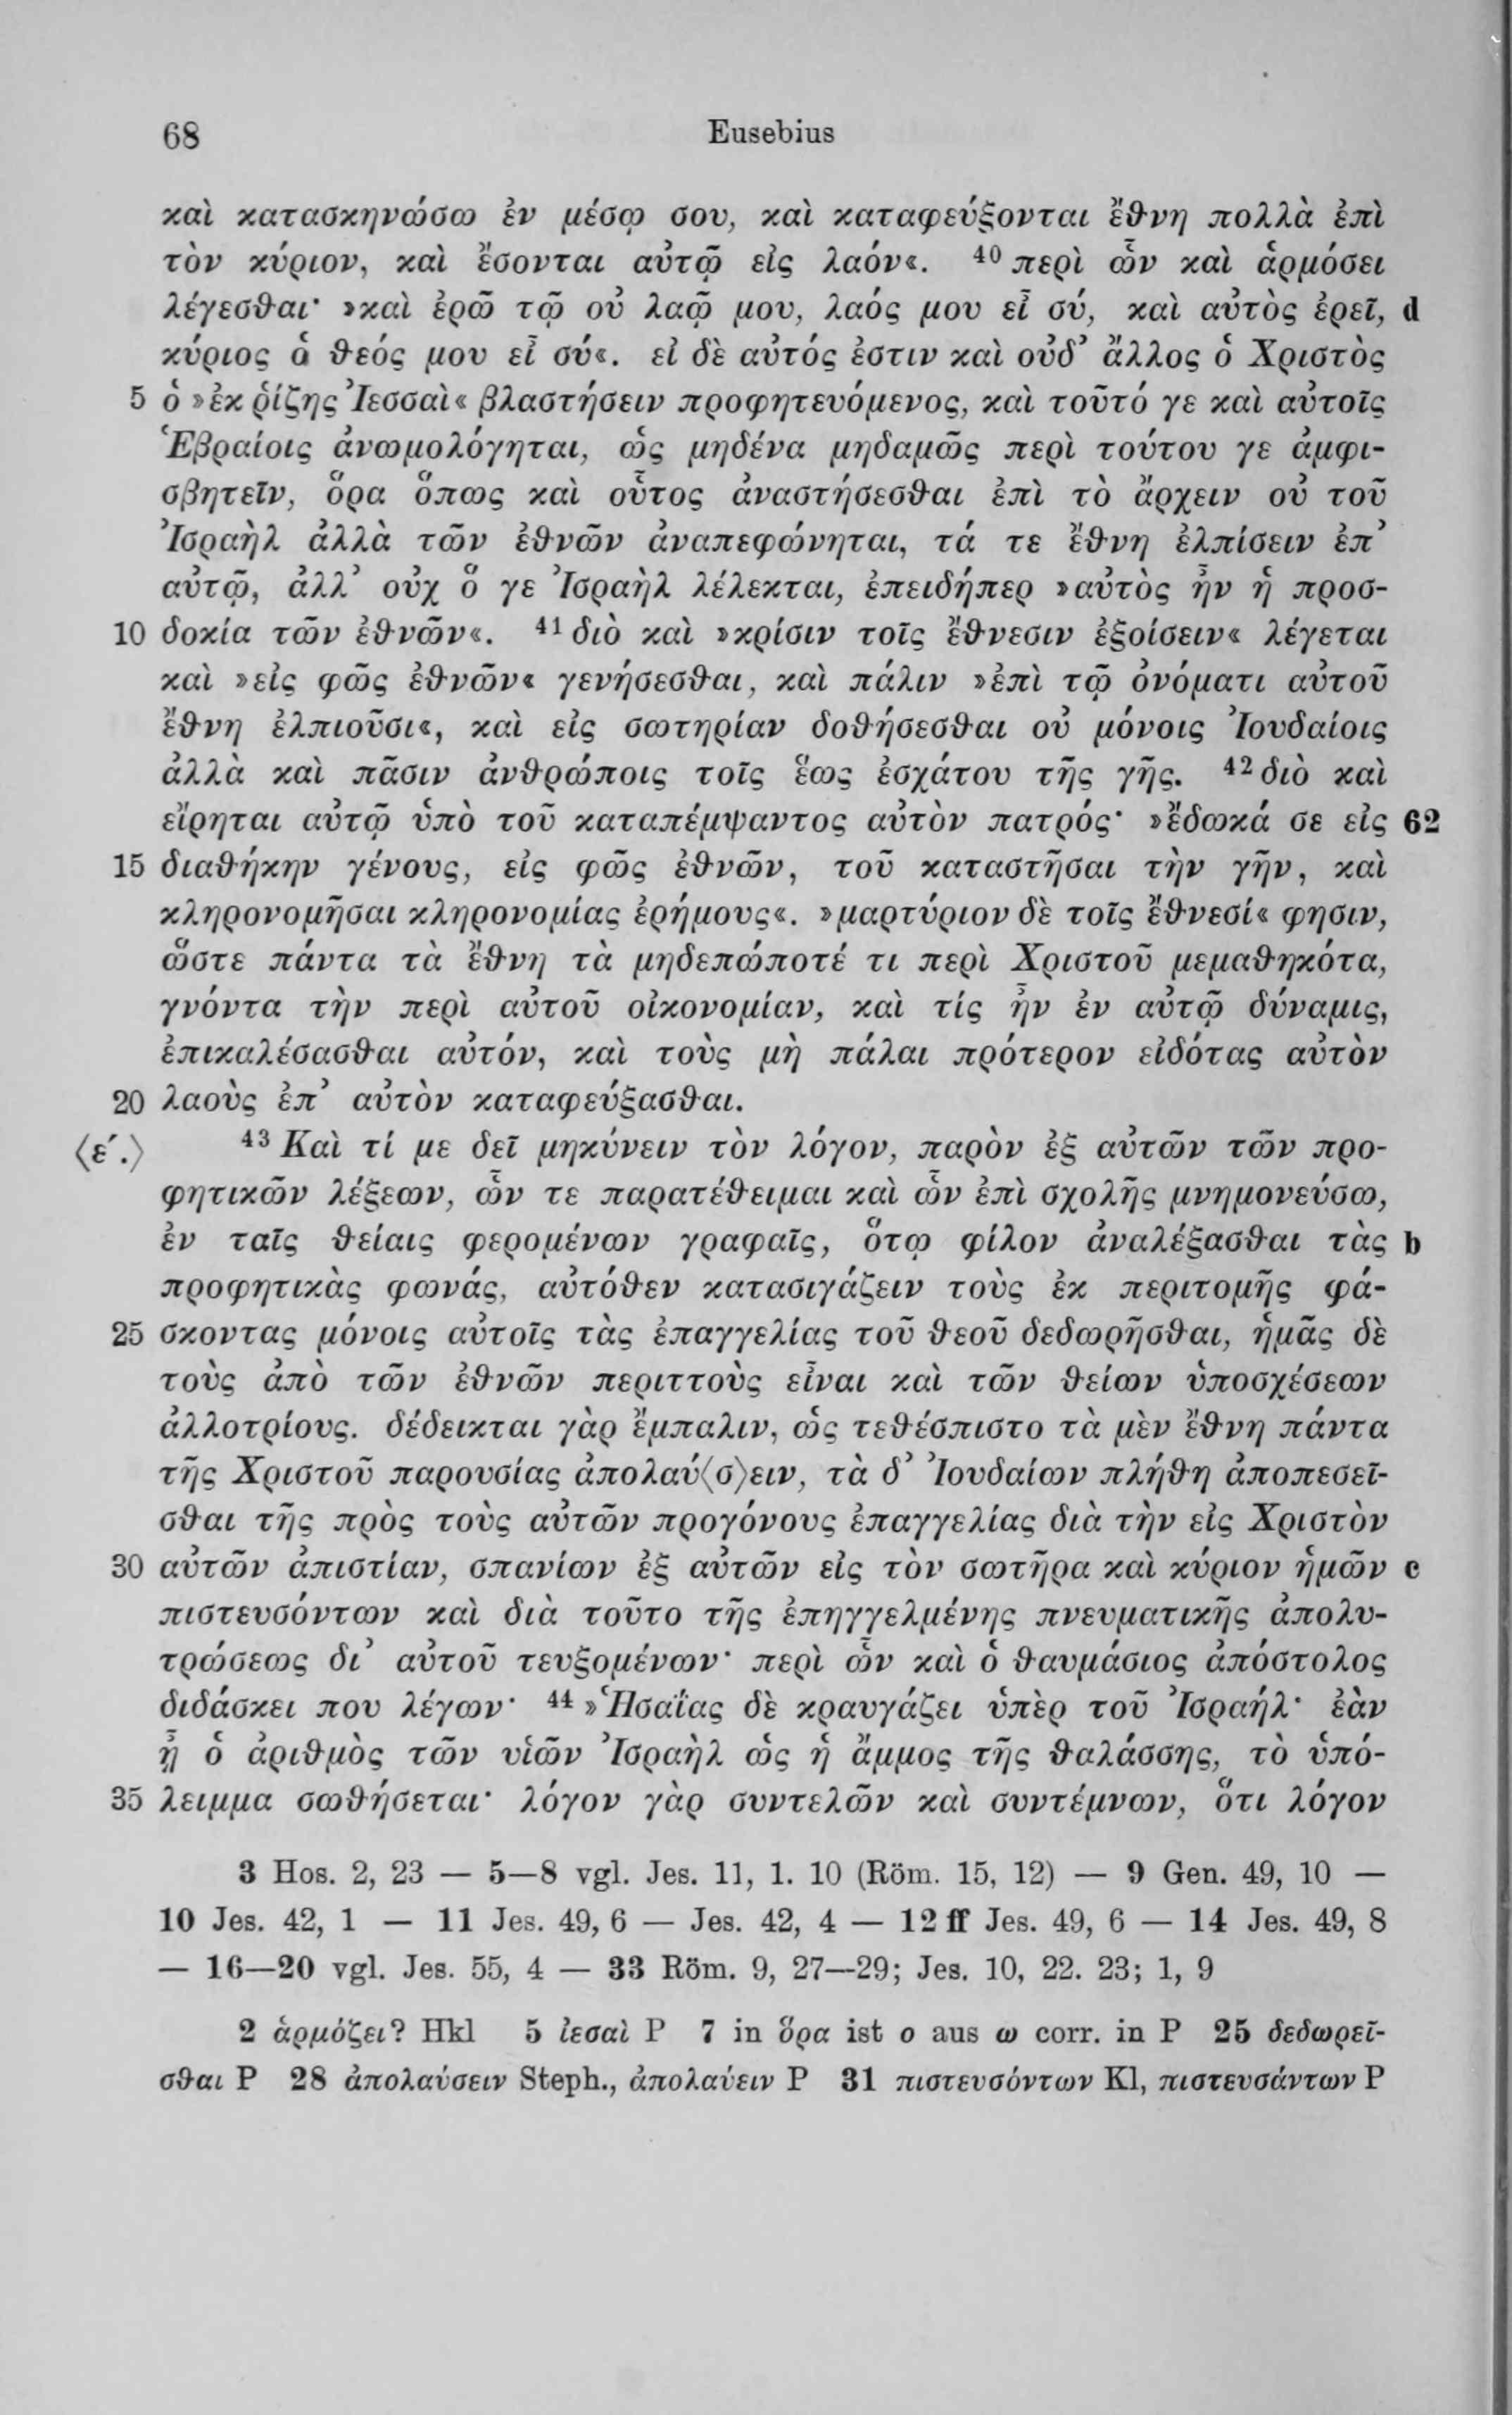 68 Eusebius
καὶ κατασκηνώσω ἐν μέσῳ σου, καὶ καταφεύξονται ἔθνη πολλὰ ἐπὶ
τὸν κύριον, καὶ ἔσονται αὐτῷ εἰς λαόν«. ⁴⁰ περὶ ὧν καὶ ἁρμόσει
λέγεσθαι· »καὶ ἐρῶ τῷ οὐ λαῷ μου, λαός μου εἶ σύ, καὶ αὐτὸς ἐρεῖ, d
κύριος ὁ θεός μου εἶ σύ«. εἰ δὲ αὐτός ἐστιν καὶ οὐδ’ ἄλλος ὁ Χριστὸς
5 ὁ »ἐκ ῥίζης Ἰεσσαὶ« βλαστήσειν προφητευόμενος, καὶ τοῦτό γε καὶ αὐτοῖς
Ἑβραίοις ἀνωμολόγηται, ὡς μηδένα μηδαμῶς περὶ τούτου γε ἀμφι-
σβητεῖν, ὅρα ὅπως καὶ οὗτος ἀναστήσεσθαι ἐπὶ τὸ ἄρχειν οὐ τοῦ
Ἰσραὴλ ἀλλὰ τῶν ἐθνῶν ἀναπεφώνηται, τά τε ἔθνη ἐλπίσειν ἐπ’
αὐτῷ, ἀλλ’ οὐχ ὅ γε Ἰσραὴλ λέλεκται, ἐπειδήπερ »αὐτὸς ἦν ἡ προσ-
10 δοκία τῶν ἐθνῶν«. ⁴¹ διὸ καὶ »κρίσιν τοῖς ἔθνεσιν ἐξοίσειν« λέγεται
καὶ »εἰς φῶς ἐθνῶν« γενήσεσθαι, καὶ πάλιν »ἐπὶ τῷ ὀνόματι αὐτοῦ
ἔθνη ἐλπιοῦσι«, καὶ εἰς σωτηρίαν δοθήσεσθαι οὐ μόνοις Ἰουδαίοις
ἀλλὰ καὶ πᾶσιν ἀνθρώποις τοῖς ἕως ἐσχάτου τῆς γῆς. ⁴² διὸ καὶ
εἴρηται αὐτῷ ὑπὸ τοῦ καταπέμψαντος αὐτὸν πατρός· »ἔδωκά σε εἰς 62
15 διαθήκην γένους, εἰς φῶς ἐθνῶν, τοῦ καταστῆσαι τὴν γῆν, καὶ
κληρονομῆσαι κληρονομίας ἐρήμους«. »μαρτύριον δὲ τοῖς ἔθνεσί« φησιν,
ὥστε πάντα τὰ ἔθνη τὰ μηδεπώποτέ τι περὶ Χριστοῦ μεμαθηκότα,
γνόντα τὴν περὶ αὐτοῦ οἰκονομίαν, καὶ τίς ἦν ἐν αὐτῷ δύναμις,
ἐπικαλέσασθαι αὐτόν, καὶ τοὺς μὴ πάλαι πρότερον εἰδότας αὐτὸν
20 λαοὺς ἐπ’ αὐτὸν καταφεύξασθαι.
⟨ε′.⟩ ⁴³ Καὶ τί με δεῖ μηκύνειν τὸν λόγον, παρὸν ἐξ αὐτῶν τῶν προ-
φητικῶν λέξεων, ὧν τε παρατέθειμαι καὶ ὧν ἐπὶ σχολῆς μνημονεύσω,
ἐν ταῖς θείαις φερομένων γραφαῖς, ὅτῳ φίλον ἀναλέξασθαι τὰς b
προφητικὰς φωνάς, αὐτόθεν κατασιγάζειν τοὺς ἐκ περιτομῆς φά-
25 σκοντας μόνοις αὐτοῖς τὰς ἐπαγγελίας τοῦ θεοῦ δεδωρῆσθαι, ἡμᾶς δὲ
τοὺς ἀπὸ τῶν ἐθνῶν περιττοὺς εἶναι καὶ τῶν θείων ὑποσχέσεων
ἀλλοτρίους. δέδεικται γὰρ ἔμπαλιν, ὡς τεθέσπιστο τὰ μὲν ἔθνη πάντα
τῆς Χριστοῦ παρουσίας ἀπολαύ⟨σ⟩ειν, τὰ δ’ Ἰουδαίων πλήθη ἀποπεσεῖ-
σθαι τῆς πρὸς τοὺς αὐτῶν προγόνους ἐπαγγελίας διὰ τὴν εἰς Χριστὸν
30 αὐτῶν ἀπιστίαν, σπανίων ἐξ αὐτῶν εἰς τὸν σωτῆρα καὶ κύριον ἡμῶν c
πιστευσόντων καὶ διὰ τοῦτο τῆς ἐπηγγελμένης πνευματικῆς ἀπολυ-
τρώσεως δι’ αὐτοῦ τευξομένων· περὶ ὧν καὶ ὁ θαυμάσιος ἀπόστολος
διδάσκει που λέγων· ⁴⁴ »Ἡσαΐας δὲ κραυγάζει ὑπὲρ τοῦ Ἰσραήλ· ἐὰν
ᾖ ὁ ἀριθμὸς τῶν υἱῶν Ἰσραὴλ ὡς ἡ ἄμμος τῆς θαλάσσης, τὸ ὑπό-
35 λειμμα σωθήσεται· λόγον γὰρ συντελῶν καὶ συντέμνων, ὅτι λόγον
3 Hos. 2, 23 — 5—8 vgl. Jes. 11, 1. 10 (Röm. 15, 12) — 9 Gen. 49, 10 —
10 Jes. 42, 1 — 11 Jes. 49, 6 — Jes. 42, 4 — 12 ff Jes. 49, 6 — 14 Jes. 49, 8
— 16—20 vgl. Jes. 55, 4 — 33 Röm. 9, 27—29; Jes. 10, 22. 23; 1, 9
2 ἁρμόζει? Hkl 5 ἰεσαὶ P 7 in ὅρα ist ο aus ω corr. in P 25 δεδωρεῖ-
σθαι P 28 ἀπολαύσειν Steph., ἀπολαύειν P 31 πιστευσόντων Kl, πιστευσάντων P